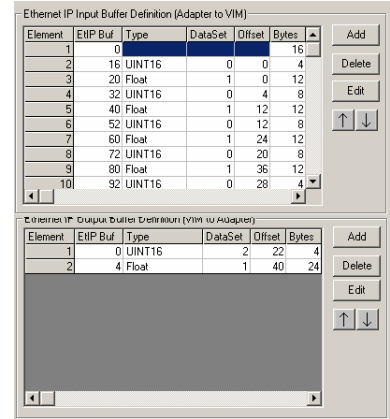 Ethernet IP Input Buffer Definition (Adapter to VIM)
Element EtIP Buf Type DataSet Offset Bytes
1 0 16
2 16 UINT16 0 0 4
3 20 Float 1 0 12
4 32 UINT16 0 4 8
5 40 Float 1 12 12
6 52 UINT16 0 12 8
7 60 Float 1 24 12
8 72 UINT16 0 20 8
9 80 Float 1 36 12
10 92 UINT16 0 28 4
Add
Delete
Edit
Ethernet IP Output Buffer Definition (VIM to Adapter)
Element EtIP Buf Type DataSet Offset Bytes
1 0 UINT16 2 22 4
2 4 Float 1 40 24
Add
Delete
Edit